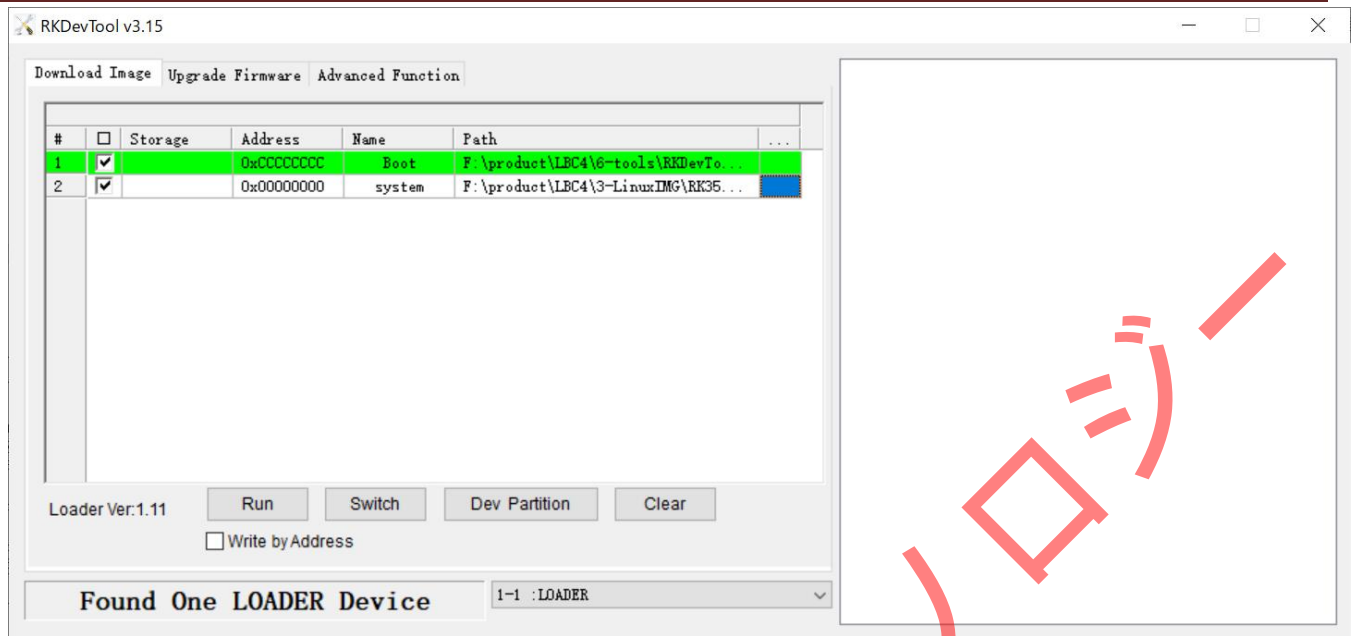 RKDevTool v3.15
Download Image Upgrade Firmware Advanced Function
# Storage Address Name Path ...
1 0xCCCCCCCC Boot F:\product\LBC4\6-tools\RKDevTo...
2 0x00000000 system F:\product\LBC4\3-LinuxIMG\RK35...
Loader Ver:1.11 Run Switch Dev Partition Clear
Write by Address
Found One LOADER Device 1-1 :LOADER
ロジー